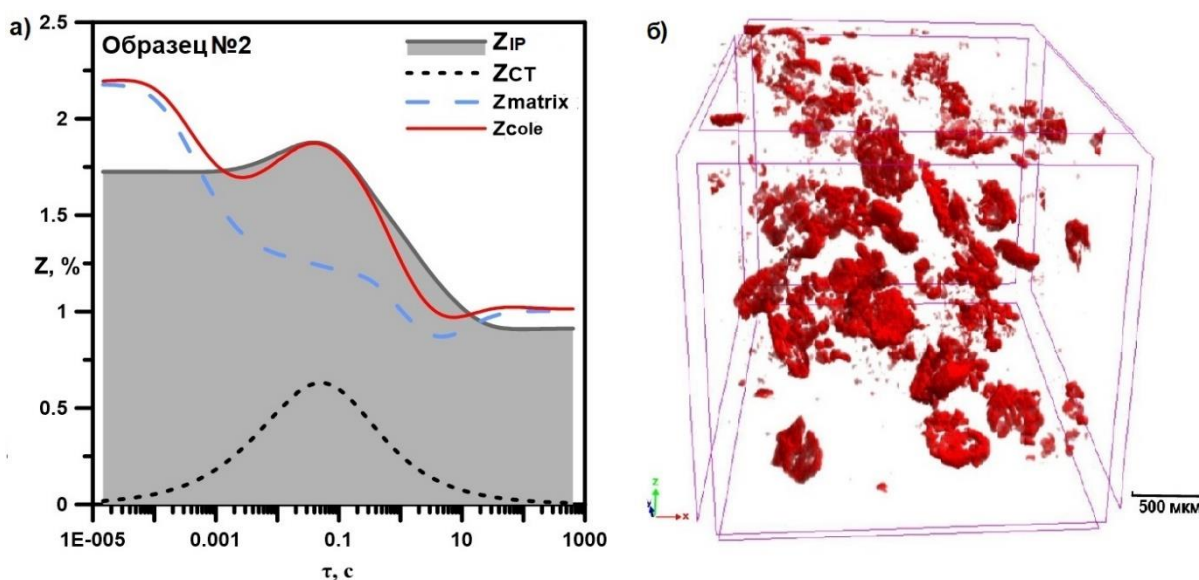 а)
Образец №2
ZIP
ZCT
Zmatrix
Zcole
2.5
2
1.5
Z, %
1
0.5
0
1E-005
0.001
0.1
10
1000
τ, с
б)
z
x
500 мкм